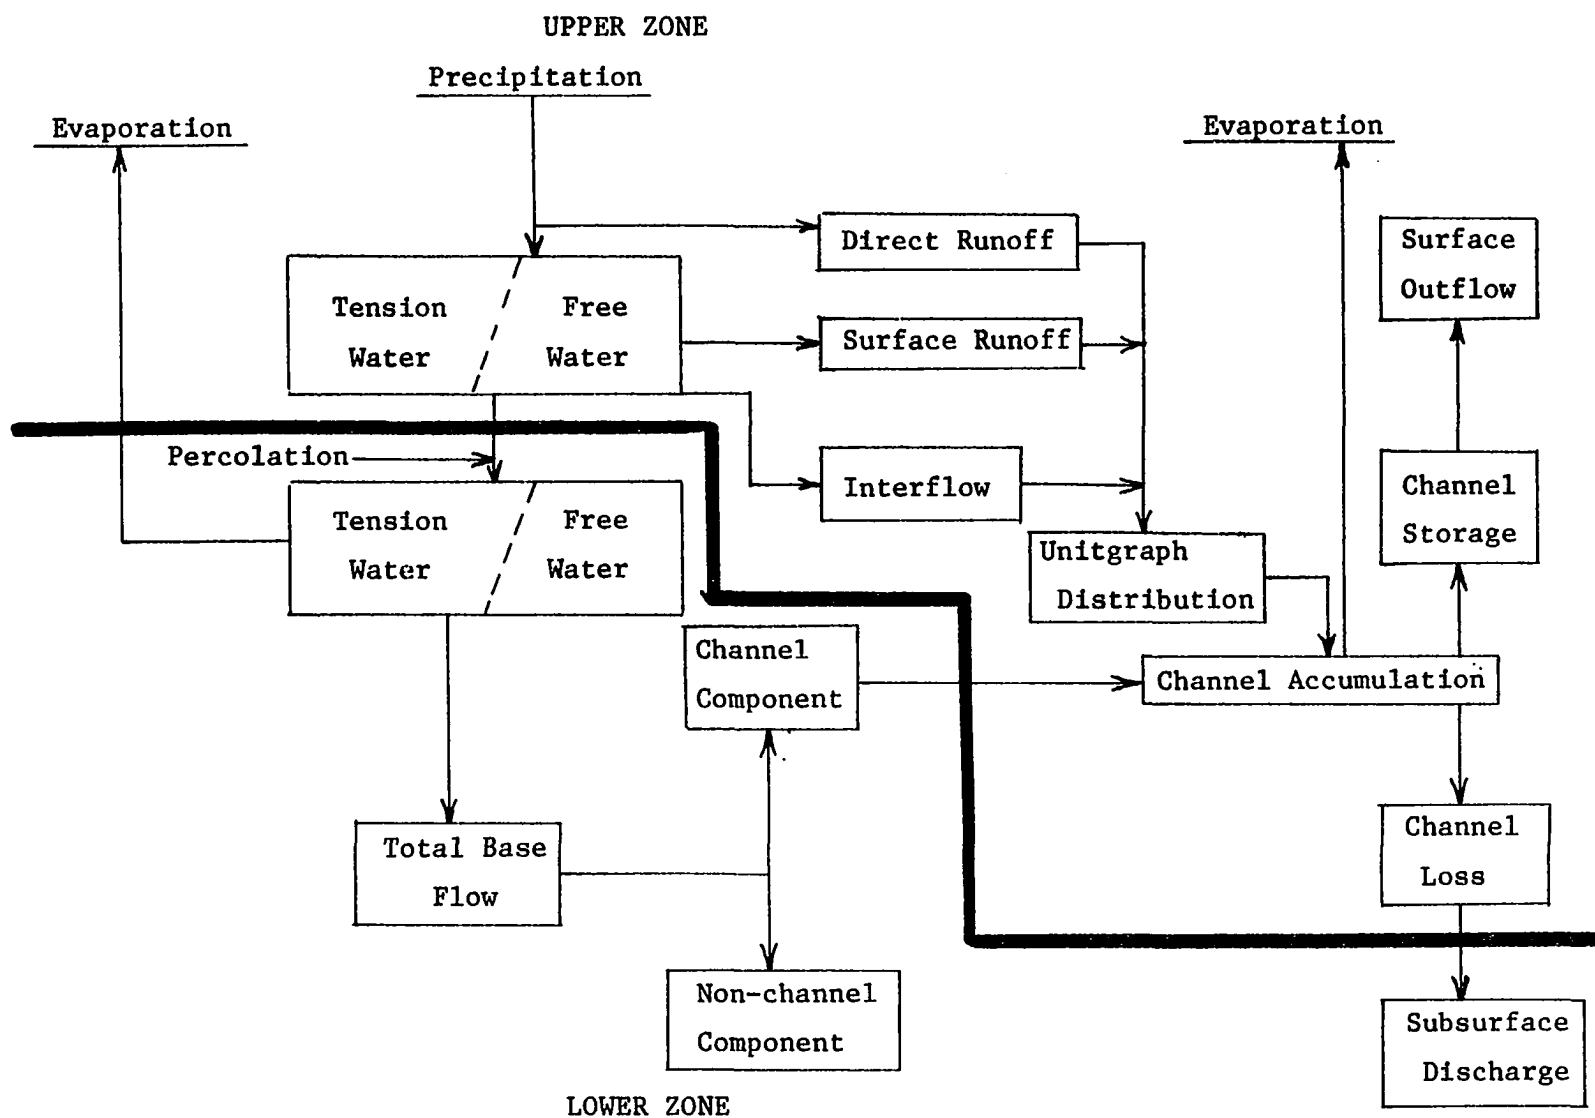 UPPER ZONE
Precipitation
Evaporation
Evaporation
Direct Runoff
Surface
Outflow
Tension
Water
Free
Water
Surface Runoff
Percolation
Interflow
Channel
Storage
Tension
Water
Free
Water
Unitgraph
Distribution
Channel
Component
Channel Accumulation
Total Base
Flow
Channel
Loss
Non-channel
Component
Subsurface
Discharge
LOWER ZONE